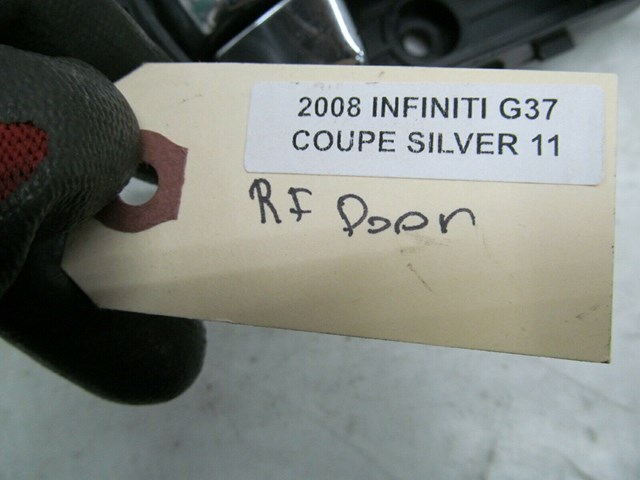 2008 INFINITI G37
COUPE SILVER 11
RF Door